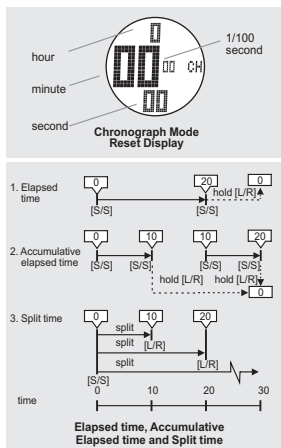 hour
0
1/100
second
00 00 CH
minute
00
second
Chronograph Mode
Reset Display
0 20 0
1. Elapsed
time
hold [L/R]
[S/S] [S/S]
0 10 10 20
2. Accumulative
elapsed time
[S/S] [S/S] [S/S] [S/S]
hold [L/R] hold [L/R]
0
3. Split time
0 10 20
split
split [L/R]
split [L/R]
[S/S]
time 0 10 20 30
Elapsed time, Accumulative
Elapsed time and Split time